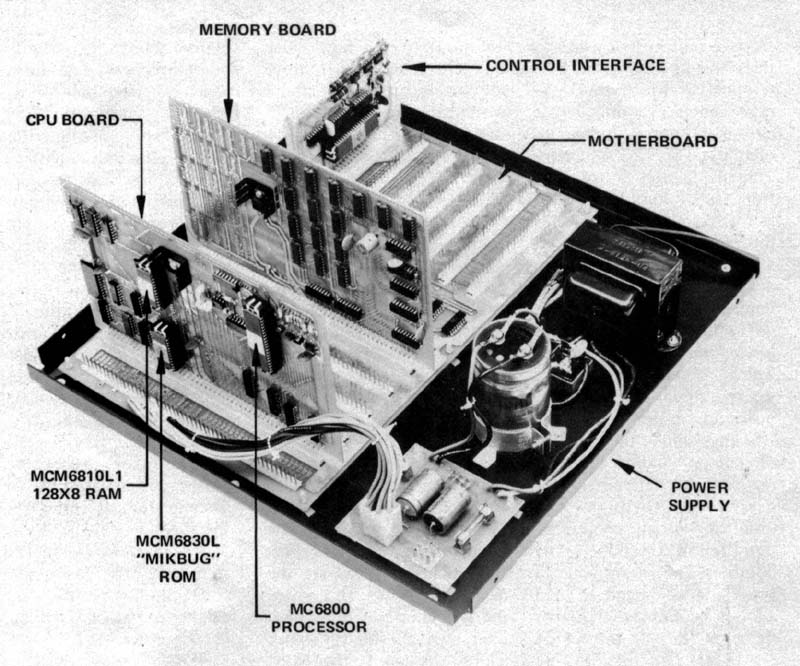 MEMORY BOARD
CONTROL INTERFACE
CPU BOARD
MOTHERBOARD
MCM6810L1
128X8 RAM
POWER
SUPPLY
MCM6830L
"MIKBUG"
ROM
MC6800
PROCESSOR